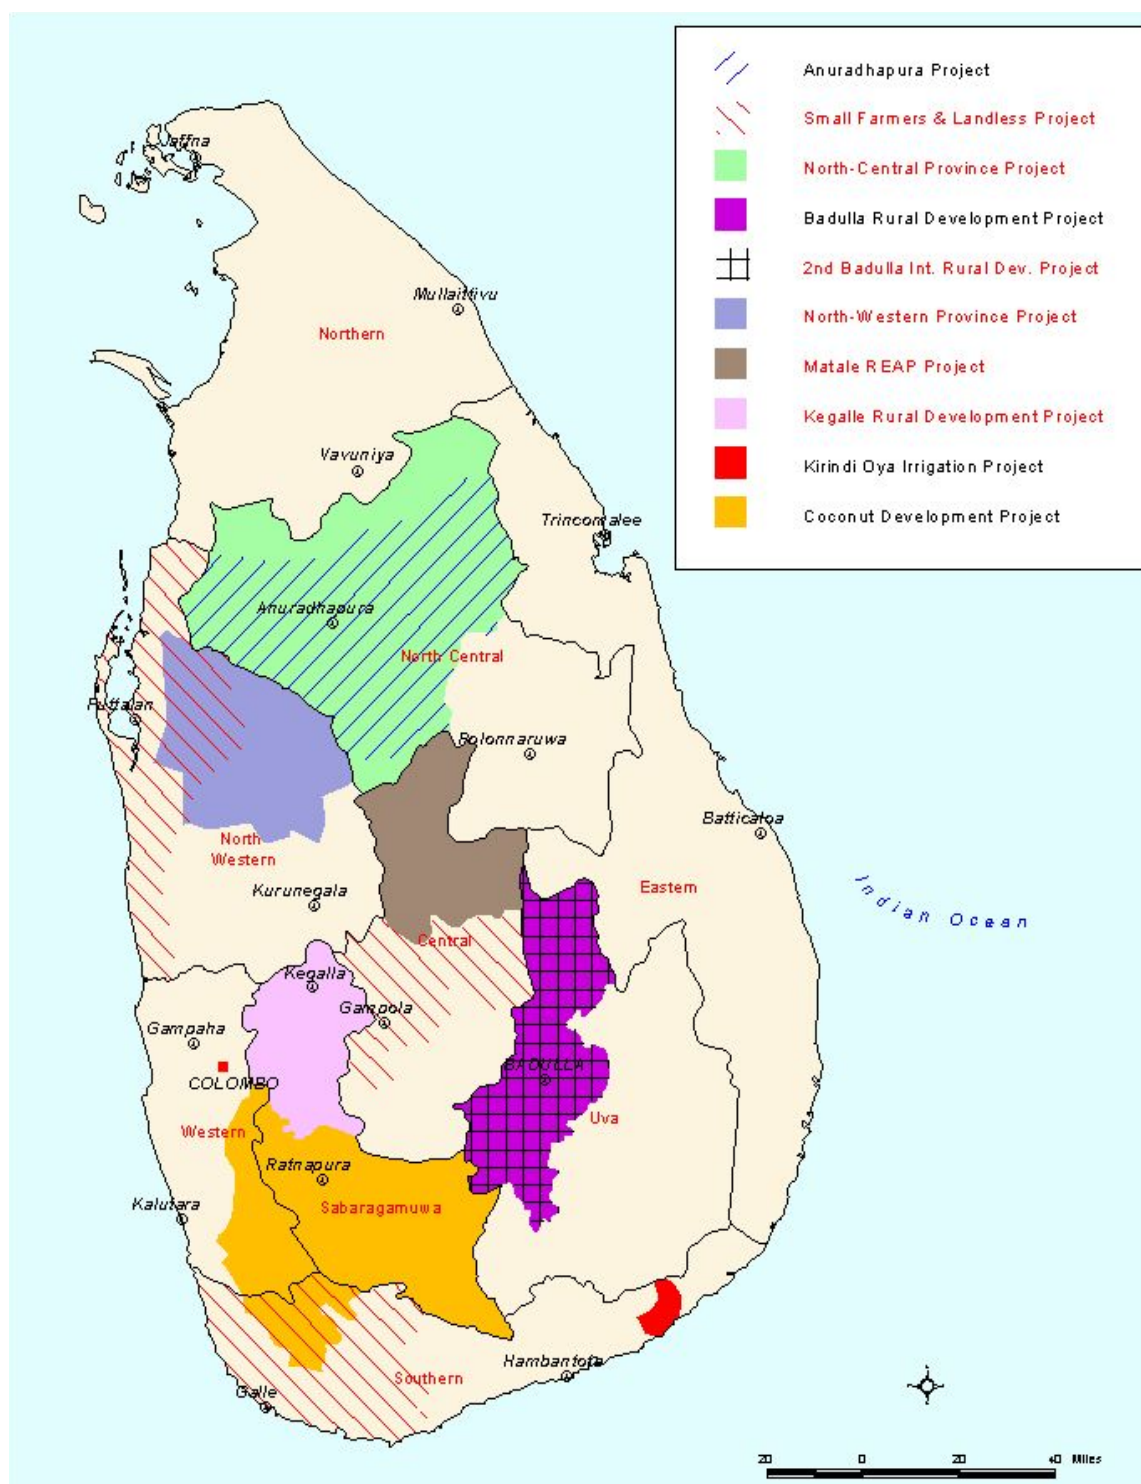 Anuradhapura Project
Small Farmers & Landless Project
North-Central Province Project
Badulla Rural Development Project
2nd Badulla Int. Rural Dev. Project
North-Western Province Project
Matale REAP Project
Kegalle Rural Development Project
Kirindi Oya Irrigation Project
Coconut Development Project
Jaffna
Mullaittivu
Northern
Vavuniya
Trincomalee
Anuradhapura
North Central
Puttalan
Polonnaruwa
Batticaloa
North
Western
Kurunegala
Eastern
Indian Ocean
Central
Kegalla
Gampola
Gampaha
COLOMBO
BADULLA
Uva
Western
Ratnapura
Kalutara
Sabaragamuwa
Hambantota
Southern
Galle
20 0 20 40 Miles